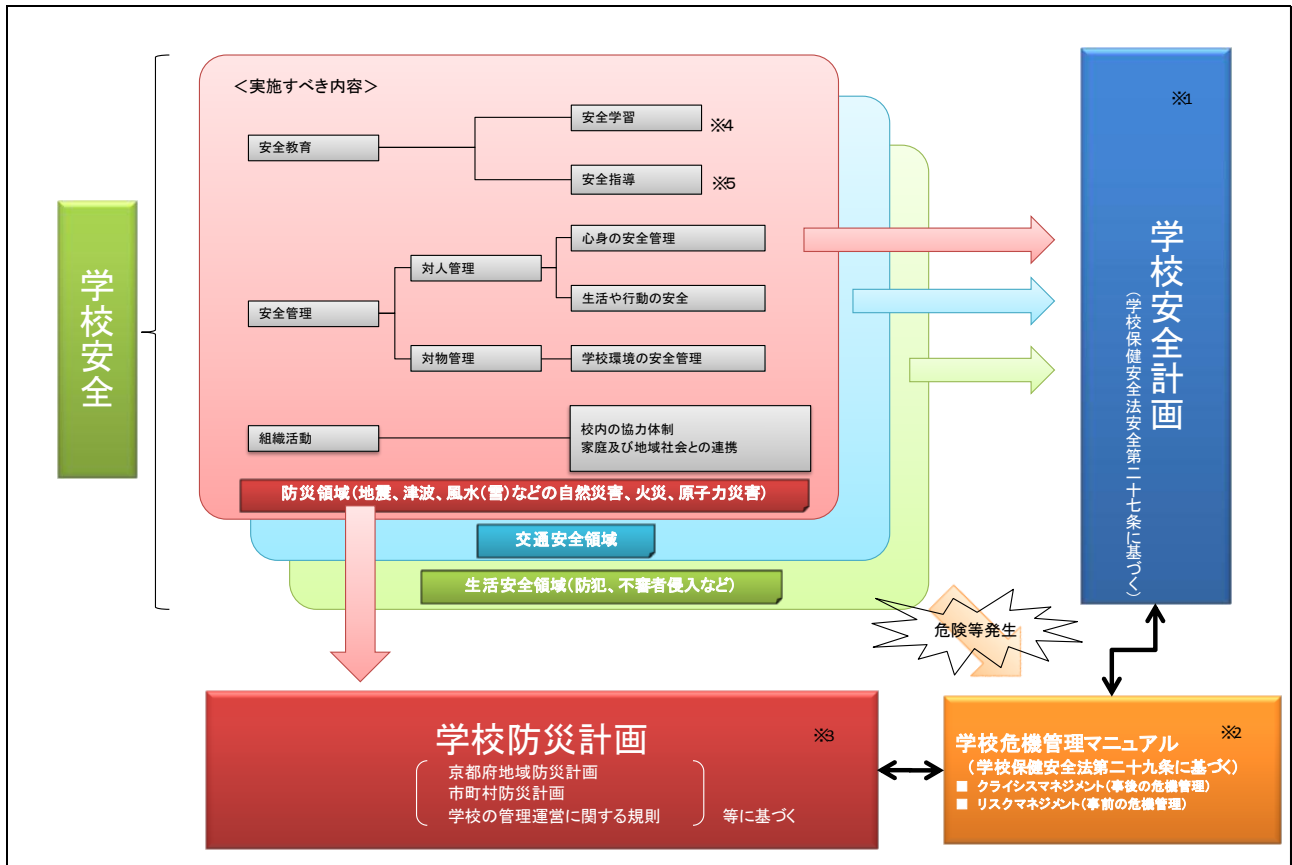 学校安全
<実施すべき内容>
安全教育
安全学習
※4
安全指導
※5
安全管理
対人管理
心身の安全管理
生活や行動の安全
対物管理
学校環境の安全管理
組織活動
校内の協力体制
家庭及び地域社会との連携
防災領域(地震、津波、風水(雪)などの自然災害、火災、原子力災害)
交通安全領域
生活安全領域(防犯、不審者侵入など)
※1
学校安全計画
(学校保健安全法安全第二十七条に基づく)
危険等発生
学校防災計画
※3
京都府地域防災計画
市町村防災計画
学校の管理運営に関する規則 等に基づく
学校危機管理マニュアル
※2
(学校保健安全法第二十九条に基づく)
■ クライシスマネジメント(事後の危機管理)
■ リスクマネジメント(事前の危機管理)